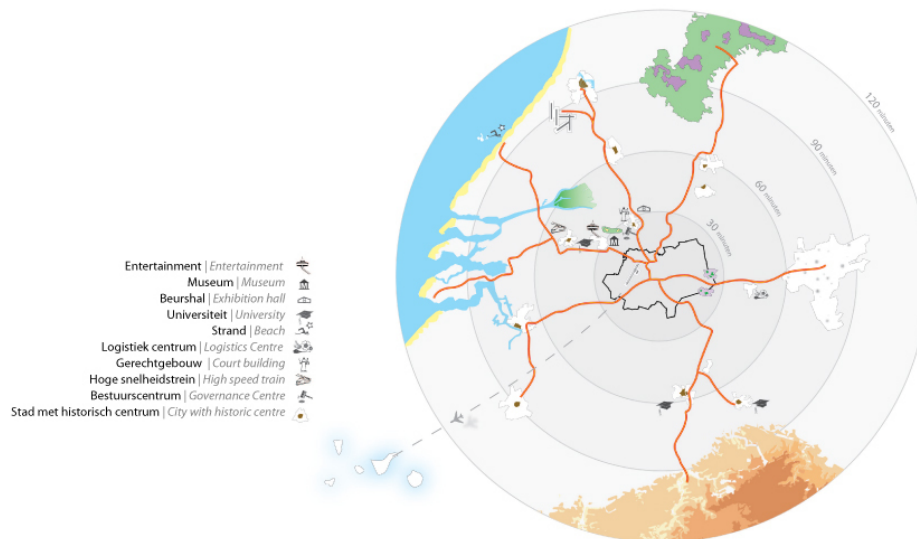 120 minuten
90 minuten
60 minuten
30 minuten
Entertainment | Entertainment
Museum | Museum
Beurshal | Exhibition hall
Universiteit | University
Strand | Beach
Logistiek centrum | Logistics Centre
Gerechtgebouw | Court building
Hoge snelheidstrein | High speed train
Bestuurscentrum | Governance Centre
Stad met historisch centrum | City with historic centre